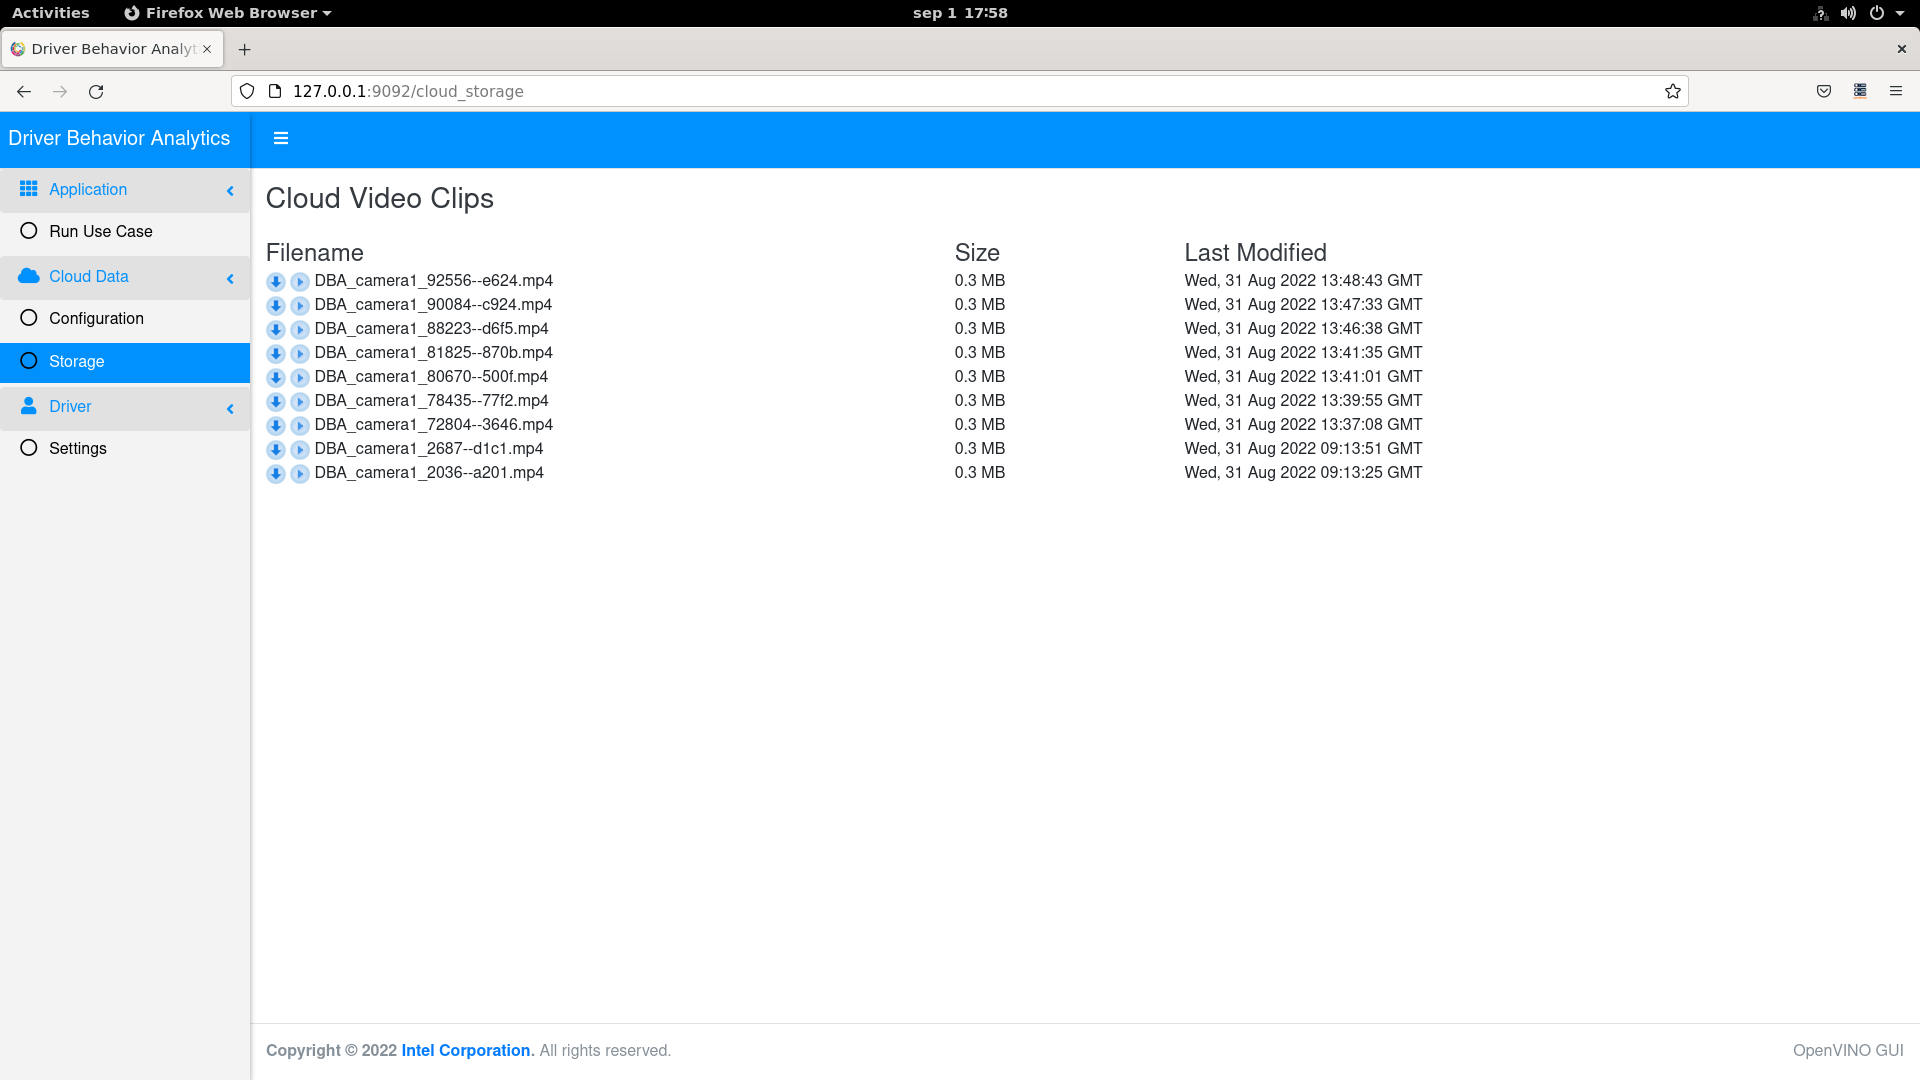 Activities Firefox Web Browser sep 1 17:58
Driver Behavior Analyt
127.0.0.1:9092/cloud_storage
Driver Behavior Analytics
Application
Run Use Case
Cloud Data
Configuration
Storage
Driver
Settings
Cloud Video Clips
Filename Size Last Modified
DBA_camera1_92556--e624.mp4 0.3 MB Wed, 31 Aug 2022 13:48:43 GMT
DBA_camera1_90084--c924.mp4 0.3 MB Wed, 31 Aug 2022 13:47:33 GMT
DBA_camera1_88223--d6f5.mp4 0.3 MB Wed, 31 Aug 2022 13:46:38 GMT
DBA_camera1_81825--870b.mp4 0.3 MB Wed, 31 Aug 2022 13:41:35 GMT
DBA_camera1_80670--500f.mp4 0.3 MB Wed, 31 Aug 2022 13:41:01 GMT
DBA_camera1_78435--77f2.mp4 0.3 MB Wed, 31 Aug 2022 13:39:55 GMT
DBA_camera1_72804--3646.mp4 0.3 MB Wed, 31 Aug 2022 13:37:08 GMT
DBA_camera1_2687--d1c1.mp4 0.3 MB Wed, 31 Aug 2022 09:13:51 GMT
DBA_camera1_2036--a201.mp4 0.3 MB Wed, 31 Aug 2022 09:13:25 GMT
Copyright © 2022 Intel Corporation. All rights reserved. OpenVINO GUI